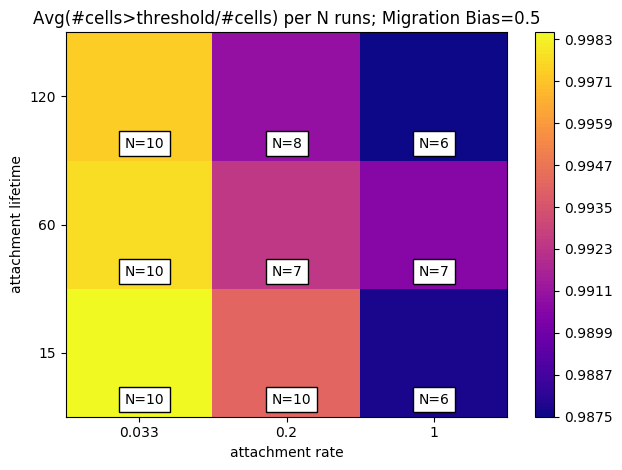 Avg(#cells>threshold/#cells) per N runs; Migration Bias=0.5
attachment lifetime
120
60
15
N=10
N=8
N=6
N=10
N=7
N=7
N=10
N=10
N=6
0.033
0.2
1
attachment rate
0.9983
0.9971
0.9959
0.9947
0.9935
0.9923
0.9911
0.9899
0.9887
0.9875